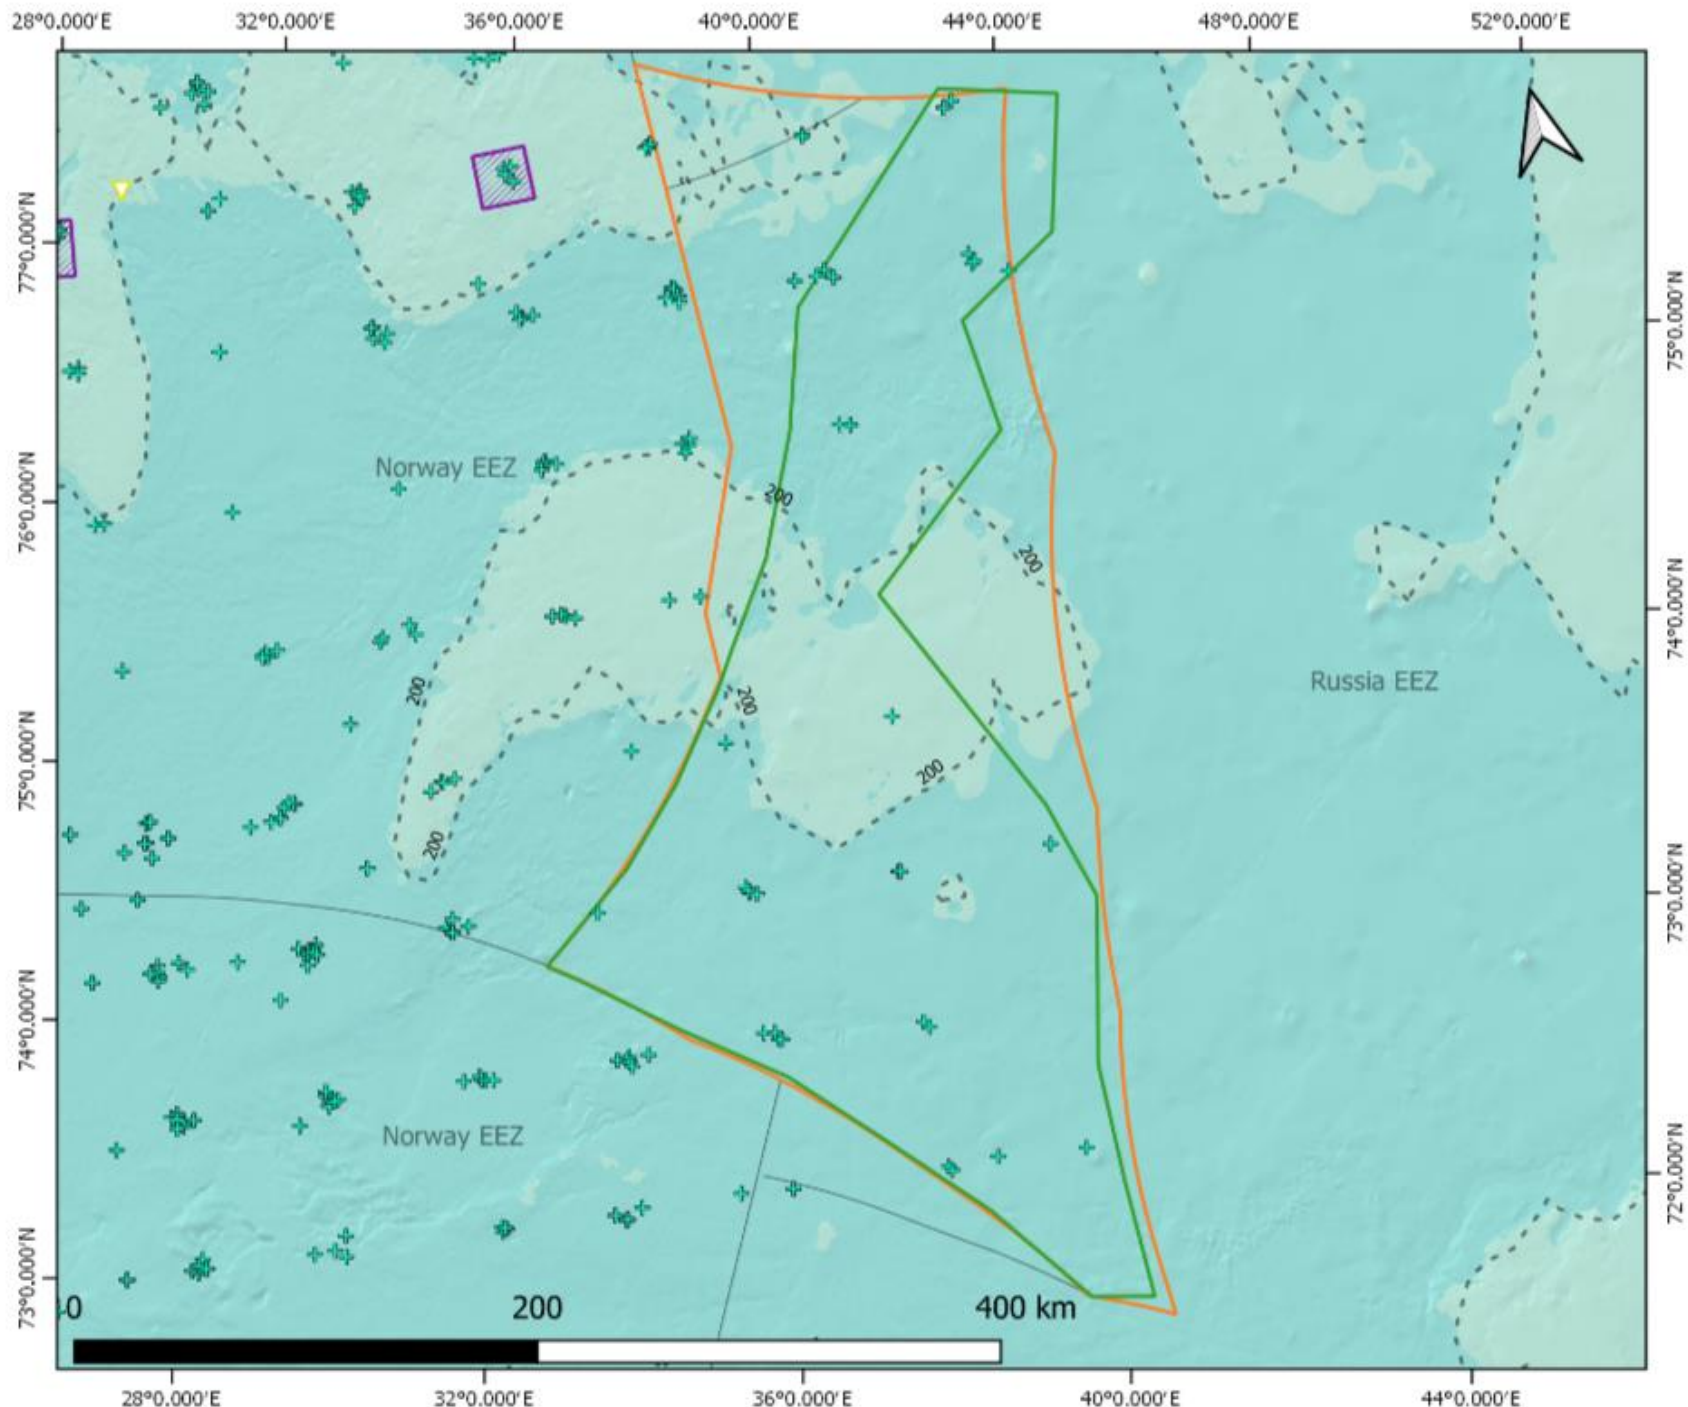 28°0.000'E 32°0.000'E 36°0.000'E 40°0.000'E 44°0.000'E 48°0.000'E 52°0.000'E
77°0.000'N
75°0.000'N
Norway EEZ
200
76°0.000'N
200
74°0.000'N
Russia EEZ
200
200
75°0.000'N
200
200
73°0.000'N
74°0.000'N
Norway EEZ
72°0.000'N
73°0.000'N
0 200 400 km
28°0.000'E 32°0.000'E 36°0.000'E 40°0.000'E 44°0.000'E